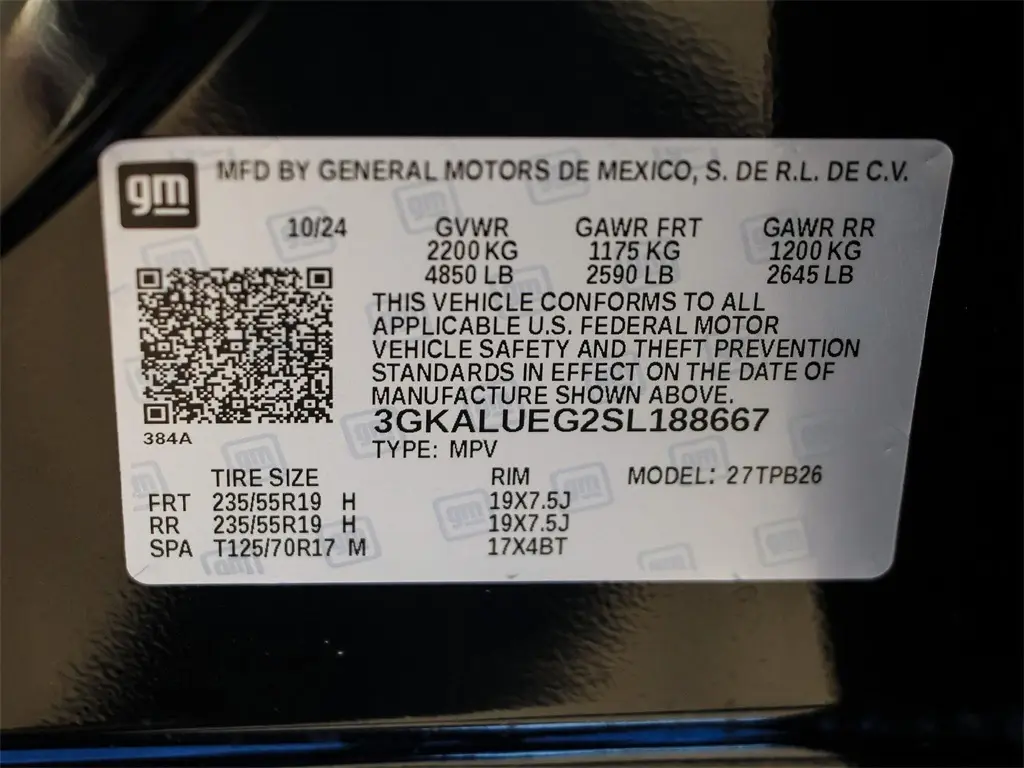 gm
MFD BY GENERAL MOTORS DE MEXICO, S. DE R.L. DE C.V.
10/24 GVWR GAWR FRT GAWR RR
2200 KG 1175 KG 1200 KG
4850 LB 2590 LB 2645 LB
THIS VEHICLE CONFORMS TO ALL
APPLICABLE U.S. FEDERAL MOTOR
VEHICLE SAFETY AND THEFT PREVENTION
STANDARDS IN EFFECT ON THE DATE OF
MANUFACTURE SHOWN ABOVE.
3GKALUEG2SL188667
384A
TYPE: MPV
TIRE SIZE RIM MODEL: 27TPB26
FRT 235/55R19 H 19X7.5J
RR 235/55R19 H 19X7.5J
SPA T125/70R17 M 17X4BT